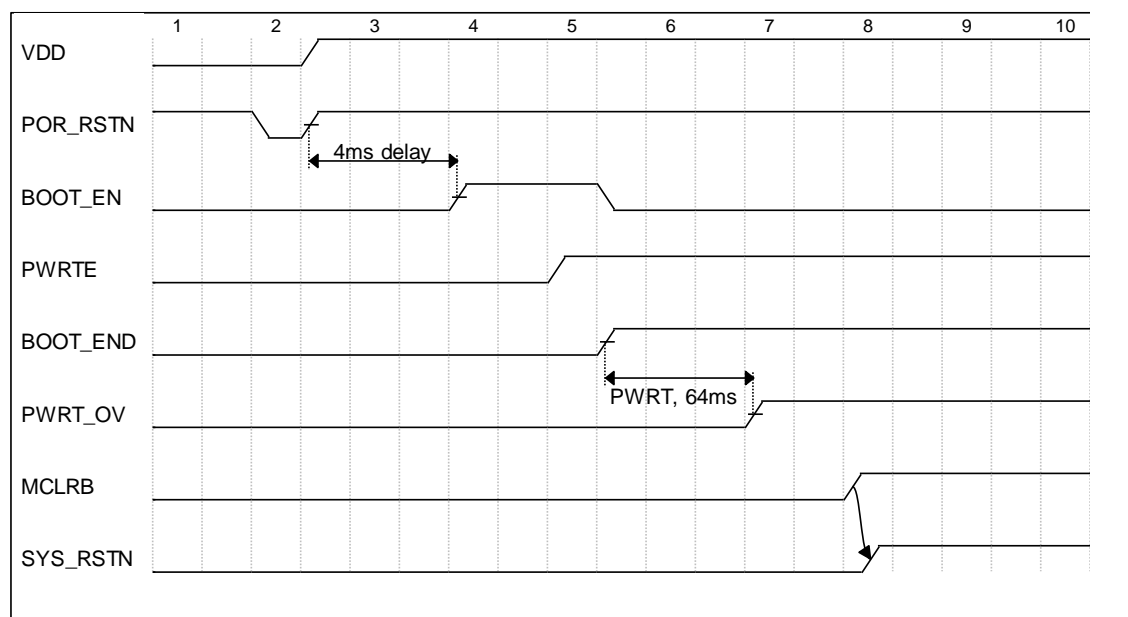 1 2 3 4 5 6 7 8 9 10
VDD
POR_RSTN
4ms delay
BOOT_EN
PWRTE
BOOT_END
PWRT, 64ms
PWRT_OV
MCLRB
SYS_RSTN